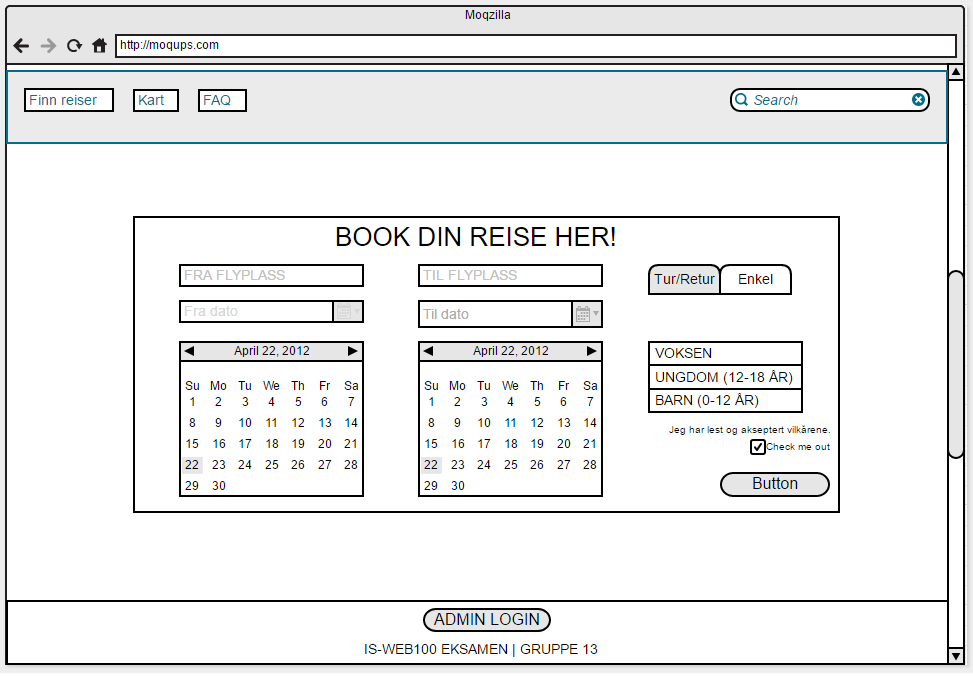 Moqzilla
http://moqups.com
Finn reiser Kart FAQ Search
BOOK DIN REISE HER!
FRA FLYPLASS TIL FLYPLASS Tur/Retur Enkel
Fra dato Til dato
April 22, 2012 April 22, 2012
Su Mo Tu We Th Fr Sa Su Mo Tu We Th Fr Sa
1 2 3 4 5 6 7 1 2 3 4 5 6 7
8 9 10 11 12 13 14 8 9 10 11 12 13 14
15 16 17 18 19 20 21 15 16 17 18 19 20 21
22 23 24 25 26 27 28 22 23 24 25 26 27 28
29 30 29 30
VOKSEN
UNGDOM (12-18 ÅR)
BARN (0-12 ÅR)
Jeg har lest og akseptert vilkårene.
Check me out
Button
ADMIN LOGIN
IS-WEB100 EKSAMEN | GRUPPE 13